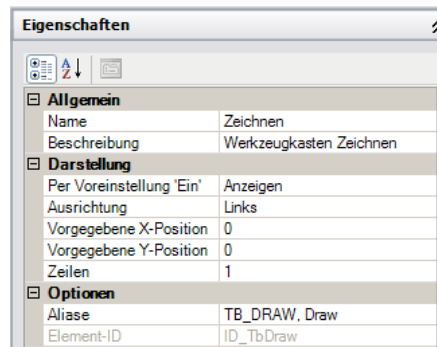 Eigenschaften
A
Z
Allgemein
Name Zeichnen
Beschreibung Werkzeugkasten Zeichnen
Darstellung
Per Voreinstellung 'Ein' Anzeigen
Ausrichtung Links
Vorgegebene X-Position 0
Vorgegebene Y-Position 0
Zeilen 1
Optionen
Aliase TB_DRAW, Draw
Element-ID ID_TbDraw